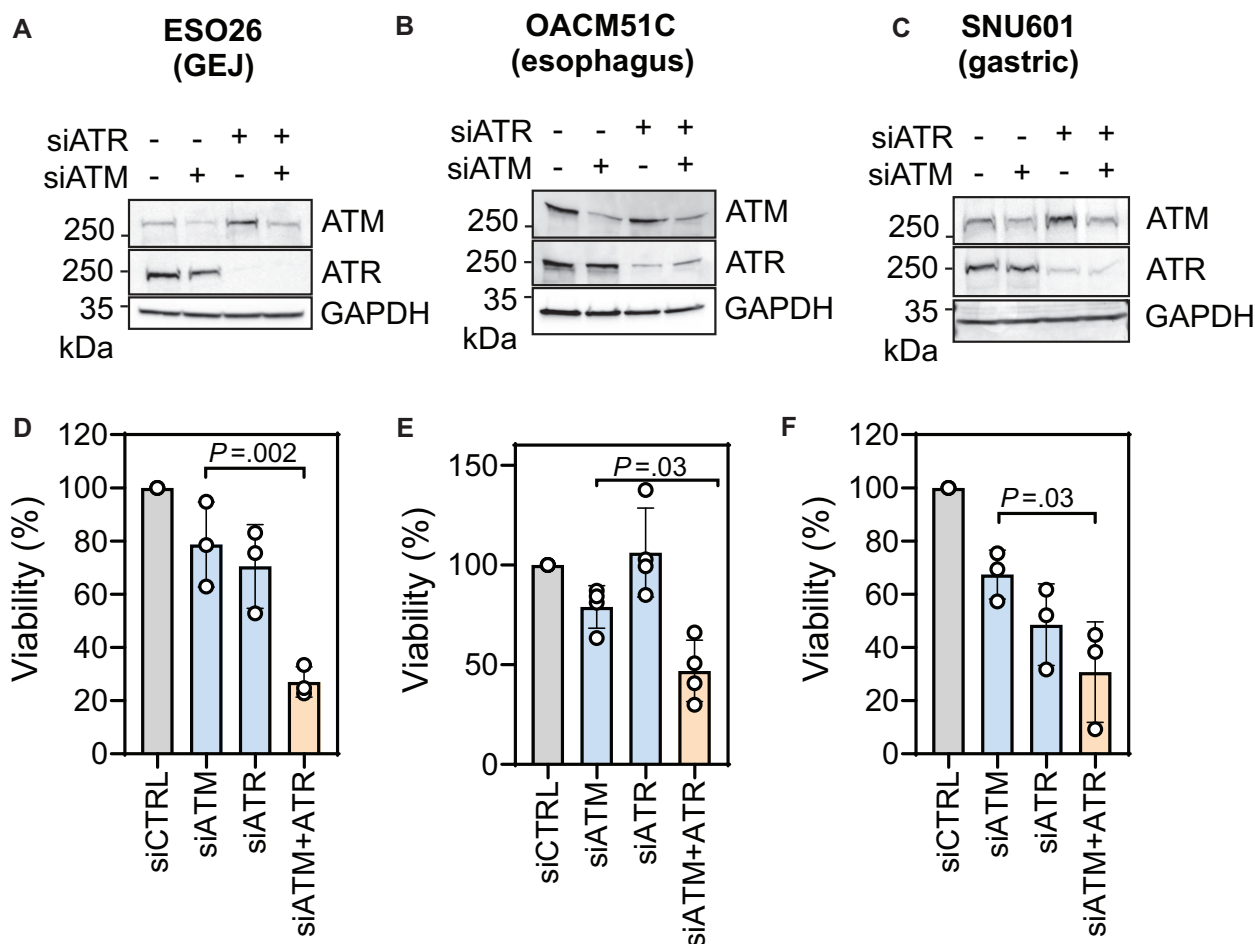 A
ESO26
(GEJ)
siATR - - + +
siATM - + - +
250 ATM
250 ATR
35 GAPDH
kDa
B
OACM51C
(esophagus)
siATR - - + +
siATM - + - +
250 ATM
250 ATR
35 GAPDH
kDa
C
SNU601
(gastric)
siATR - - + +
siATM - + - +
250 ATM
250 ATR
35 GAPDH
kDa
D
Viability (%)
120
100
80
60
40
20
0
P=.002
siCTRL
siATM
siATR
siATM+ATR
E
Viability (%)
150
100
50
0
P=.03
siCTRL
siATM
siATR
siATM+ATR
F
Viability (%)
120
100
80
60
40
20
0
P=.03
siCTRL
siATM
siATR
siATM+ATR